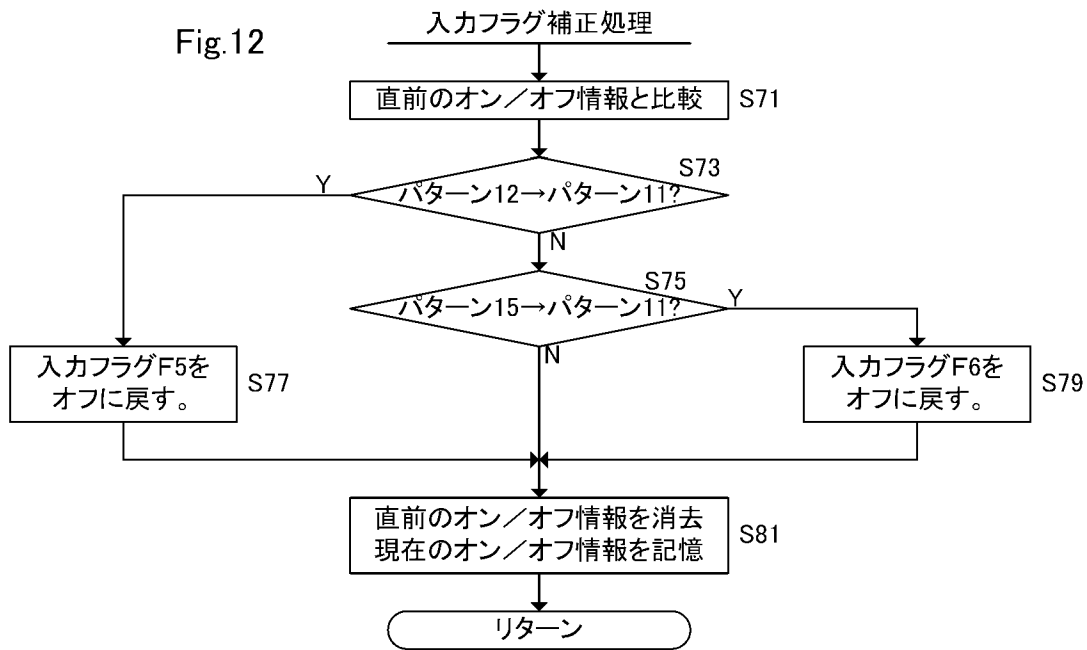 Fig.12
入力フラグ補正処理
直前のオン／オフ情報と比較
S71
S73
Y
パターン12→パターン11?
N
S75
パターン15→パターン11?
Y
N
入力フラグF5を
オフに戻す。
S77
入力フラグF6を
オフに戻す。
S79
直前のオン／オフ情報を消去
現在のオン／オフ情報を記憶
S81
リターン